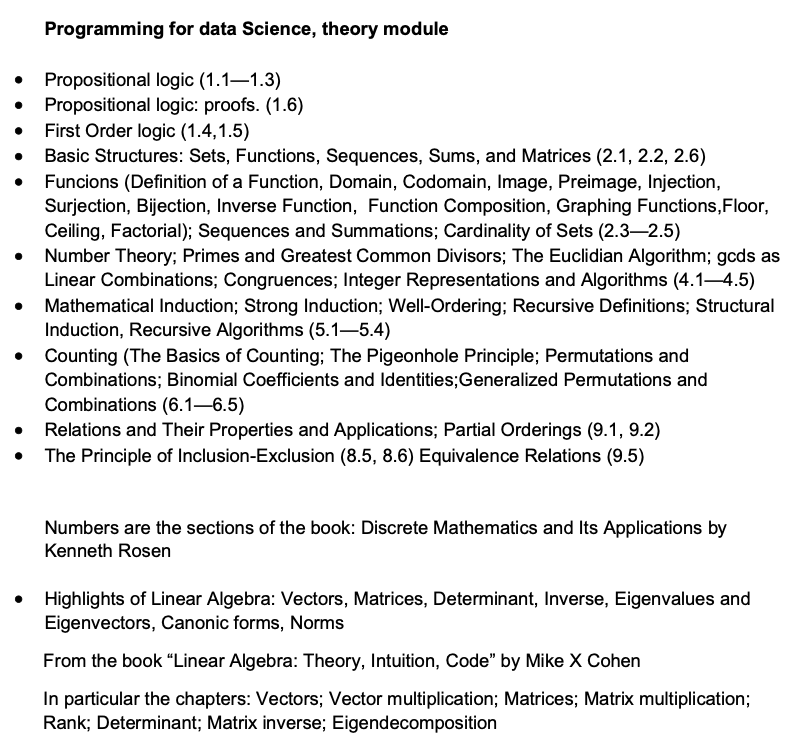 Programming for data Science, theory module
• Propositional logic (1.1—1.3)
• Propositional logic: proofs. (1.6)
• First Order logic (1.4,1.5)
• Basic Structures: Sets, Functions, Sequences, Sums, and Matrices (2.1, 2.2, 2.6)
• Funcions (Definition of a Function, Domain, Codomain, Image, Preimage, Injection,
Surjection, Bijection, Inverse Function,  Function Composition, Graphing Functions,Floor,
Ceiling, Factorial); Sequences and Summations; Cardinality of Sets (2.3—2.5)
• Number Theory; Primes and Greatest Common Divisors; The Euclidian Algorithm; gcds as
Linear Combinations; Congruences; Integer Representations and Algorithms (4.1—4.5)
• Mathematical Induction; Strong Induction; Well-Ordering; Recursive Definitions; Structural
Induction, Recursive Algorithms (5.1—5.4)
• Counting (The Basics of Counting; The Pigeonhole Principle; Permutations and
Combinations; Binomial Coefficients and Identities;Generalized Permutations and
Combinations (6.1—6.5)
• Relations and Their Properties and Applications; Partial Orderings (9.1, 9.2)
• The Principle of Inclusion-Exclusion (8.5, 8.6) Equivalence Relations (9.5)
Numbers are the sections of the book: Discrete Mathematics and Its Applications by
Kenneth Rosen
• Highlights of Linear Algebra: Vectors, Matrices, Determinant, Inverse, Eigenvalues and
Eigenvectors, Canonic forms, Norms
From the book “Linear Algebra: Theory, Intuition, Code” by Mike X Cohen
In particular the chapters: Vectors; Vector multiplication; Matrices; Matrix multiplication;
Rank; Determinant; Matrix inverse; Eigendecomposition